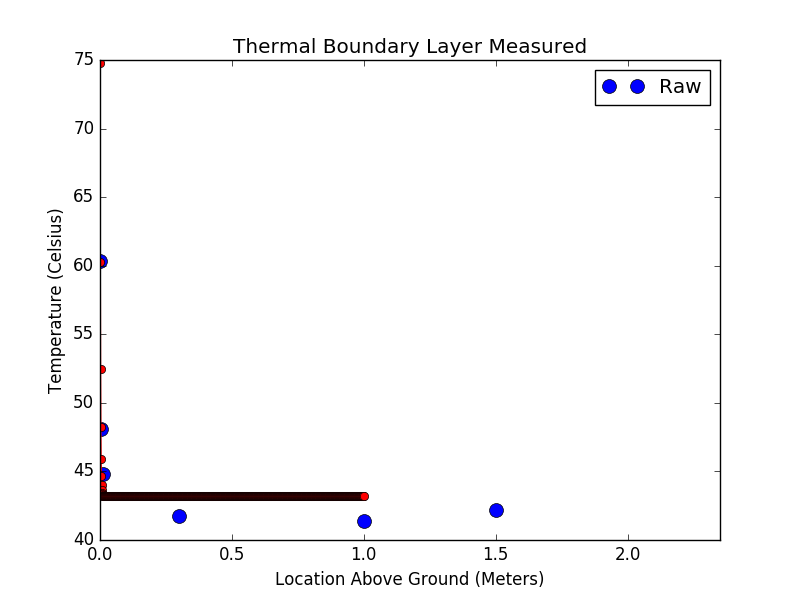 Thermal Boundary Layer Measured
Raw
75
70
65
60
55
50
45
40
Temperature (Celsius)
0.0 0.5 1.0 1.5 2.0
Location Above Ground (Meters)